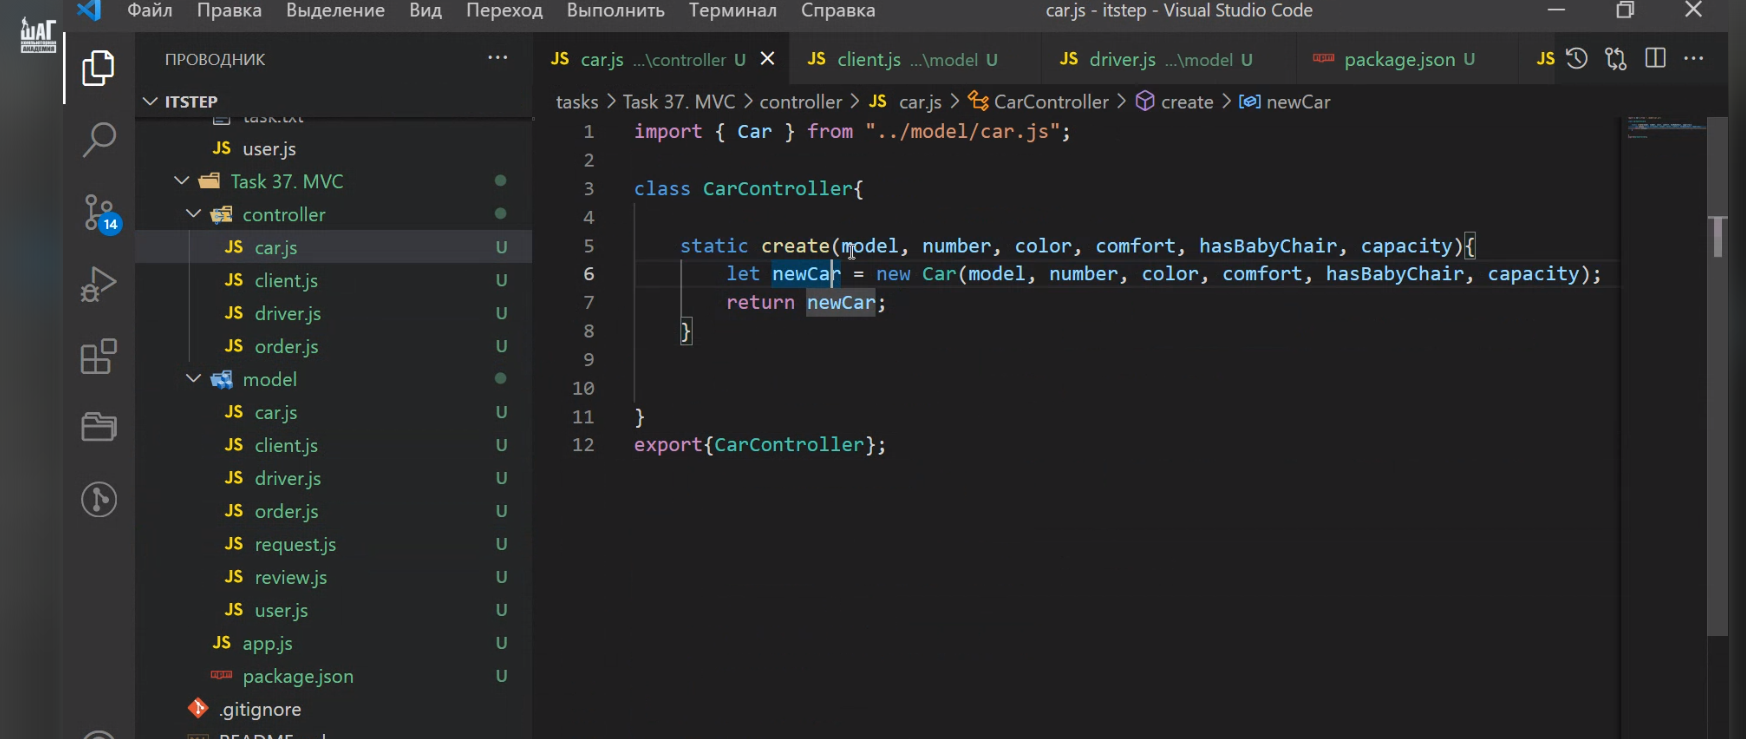 ШАГ
КОМПЬЮТЕРНАЯ
АКАДЕМИЯ
Файл Правка Выделение Вид Переход Выполнить Терминал Справка
car.js - itstep - Visual Studio Code
ПРОВОДНИК
ITSTEP
task.txt
JS user.js
Task 37. MVC
controller
JS car.js U
JS client.js U
JS driver.js U
JS order.js U
model
JS car.js U
JS client.js U
JS driver.js U
JS order.js U
JS request.js U
JS review.js U
JS user.js U
JS app.js U
package.json U
.gitignore
14
JS car.js ...\controller U
JS client.js ...\model U
JS driver.js ...\model U
package.json U
JS
tasks > Task 37. MVC > controller > JS car.js > CarController > create > newCar
1 import { Car } from "../model/car.js";
2
3 class CarController{
4
5 static create(model, number, color, comfort, hasBabyChair, capacity){
6 let newCar = new Car(model, number, color, comfort, hasBabyChair, capacity);
7 return newCar;
8 }
9
10
11 }
12 export{CarController};